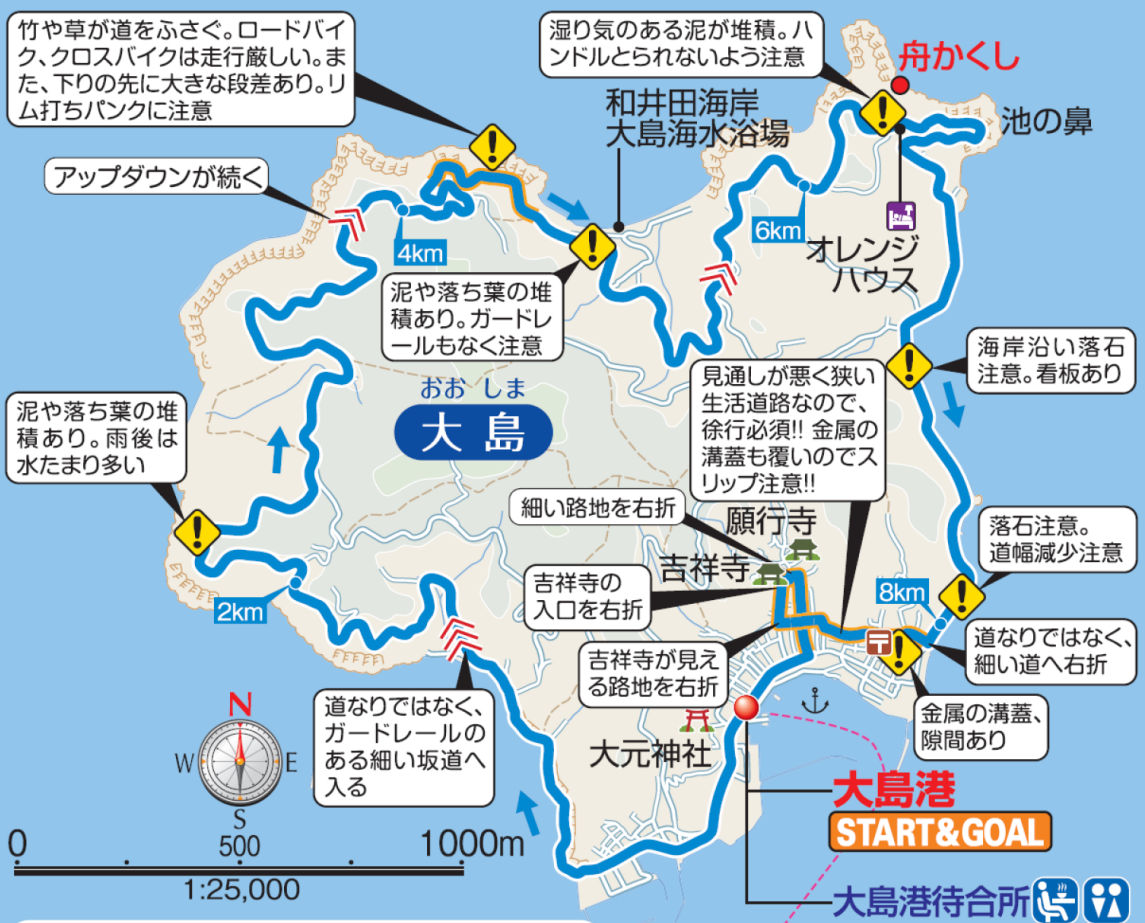 竹や草が道をふさぐ。ロードバイ
ク、クロスバイクは走行厳しい。ま
た、下りの先に大きな段差あり。リ
ム打ちパンクに注意
湿り気のある泥が堆積。ハ
ンドルとられないよう注意
舟かくし
和井田海岸
大島海水浴場
池の鼻
アップダウンが続く
4km
6km
オレンジ
ハウス
泥や落ち葉の堆
積あり。ガードレ
ールもなく注意
海岸沿い落石
注意。看板あり
おおしま
大島
見通しが悪く狭い
生活道路なので、
徐行必須!! 金属の
溝蓋も覆いのでス
リップ注意!!
泥や落ち葉の堆
積あり。雨後は
水たまり多い
細い路地を右折
願行寺
吉祥寺
落石注意。
道幅減少注意
吉祥寺の
入口を右折
8km
2km
〒
道なりではなく、
細い道へ右折
吉祥寺が見え
る路地を右折
道なりではなく、
ガードレールの
ある細い坂道へ
入る
金属の溝蓋、
隙間あり
大元神社
N
W
E
S
大島港
START&GOAL
0
500
1000m
1:25,000
大島港待合所